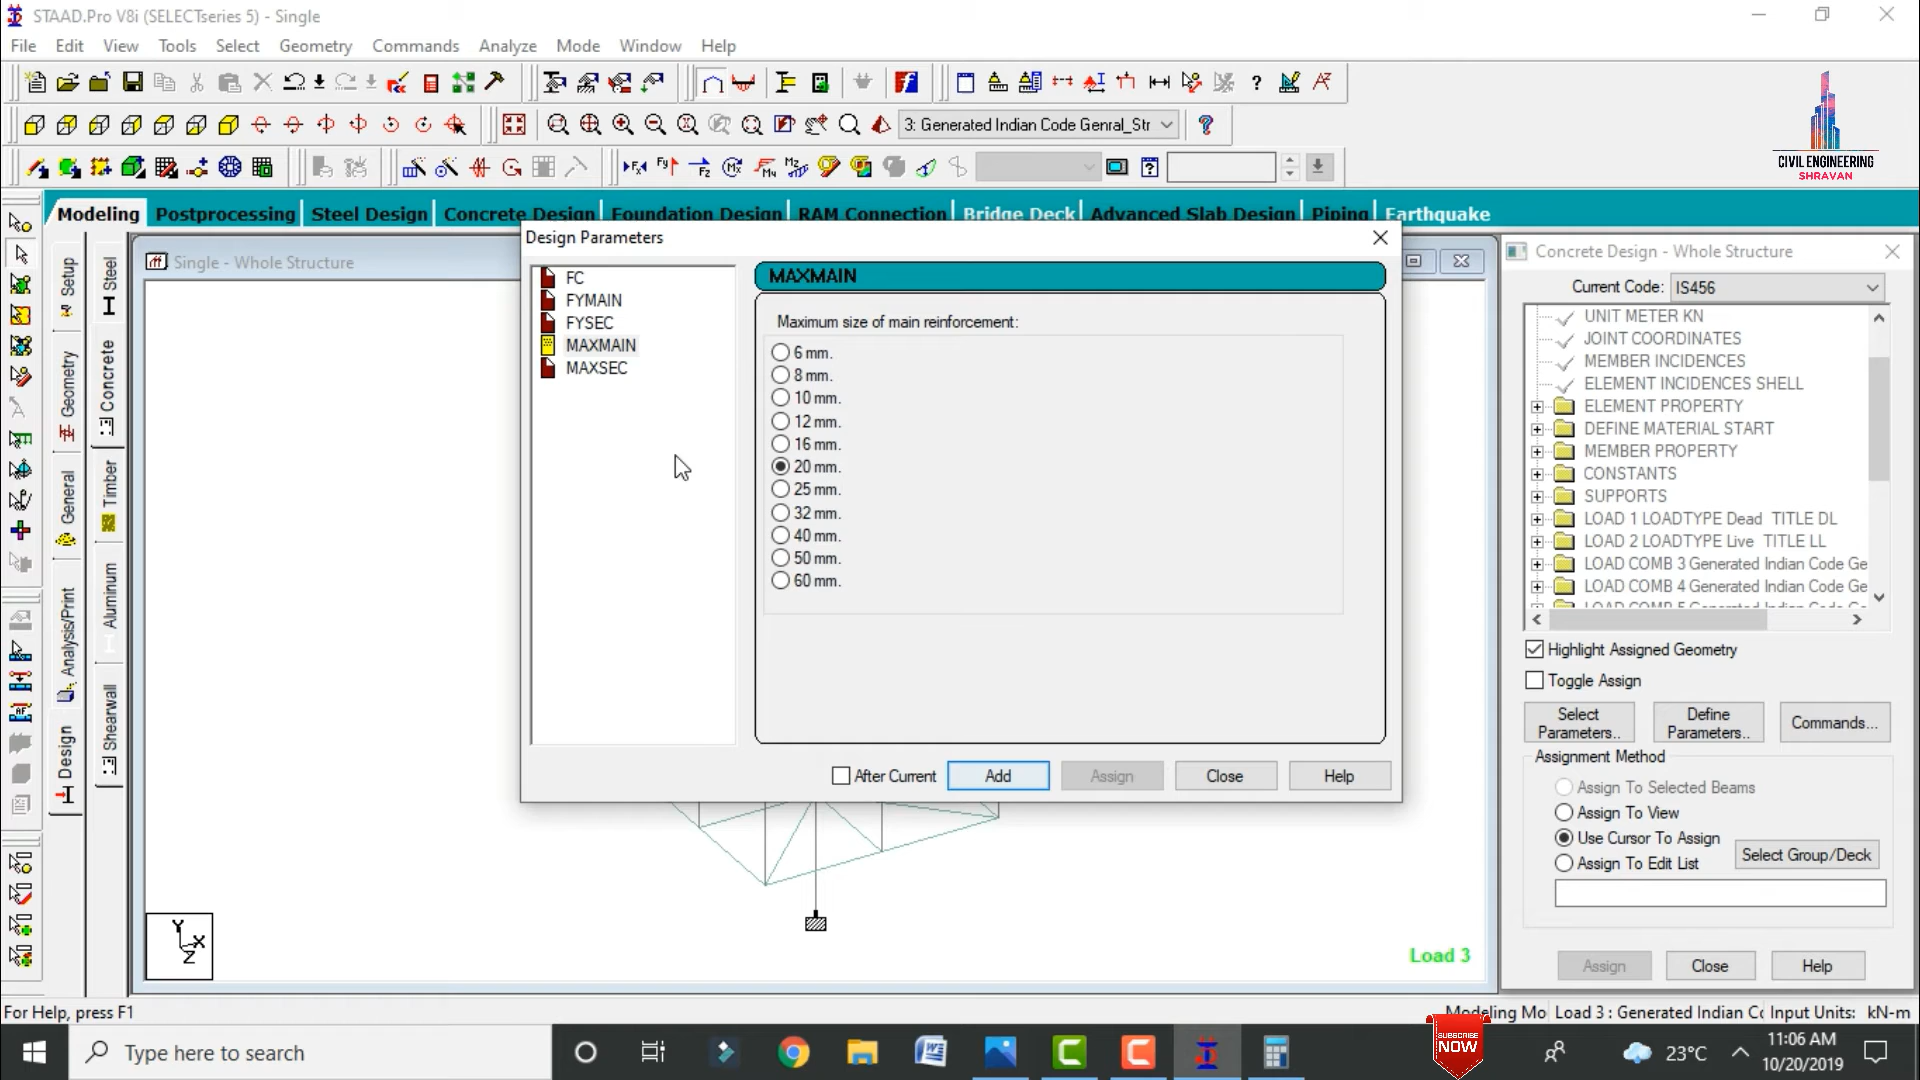 STAAD.Pro V8i (SELECTseries 5) - Single
File Edit View Tools Select Geometry Commands Analyze Mode Window Help
3: Generated Indian Code Genral_Str
CIVIL ENGINEERING
SHRAVAN
Modeling Postprocessing Steel Design Concrete Design Foundation Design RAM Connection Bridge Deck Advanced Slab Design Piping Earthquake
Single - Whole Structure
Setup
Geometry
General
Analysis/Print
Design
Steel
Concrete
Timber
Aluminum
Shearwall
Design Parameters
FC
FYMAIN
FYSEC
MAXMAIN
MAXSEC
MAXMAIN
Maximum size of main reinforcement:
6 mm.
8 mm.
10 mm.
12 mm.
16 mm.
20 mm.
25 mm.
32 mm.
40 mm.
50 mm.
60 mm.
After Current Add Assign Close Help
Y
X
Z
Load 3
Concrete Design - Whole Structure
Current Code: IS456
UNIT METER KN
JOINT COORDINATES
MEMBER INCIDENCES
ELEMENT INCIDENCES SHELL
ELEMENT PROPERTY
DEFINE MATERIAL START
MEMBER PROPERTY
CONSTANTS
SUPPORTS
LOAD 1 LOADTYPE Dead TITLE DL
LOAD 2 LOADTYPE Live TITLE LL
LOAD COMB 3 Generated Indian Code Ge
LOAD COMB 4 Generated Indian Code Ge
LOAD COMB 5 Generated Indian Code Ge
Highlight Assigned Geometry
Toggle Assign
Select Parameters..
Define Parameters..
Commands...
Assignment Method
Assign To Selected Beams
Assign To View
Use Cursor To Assign
Assign To Edit List
Select Group/Deck
Assign Close Help
For Help, press F1
Modeling Mo Load 3 : Generated Indian Co Input Units: kN-m
Type here to search
SUBSCRIBE
NOW
23°C
11:06 AM
10/20/2019